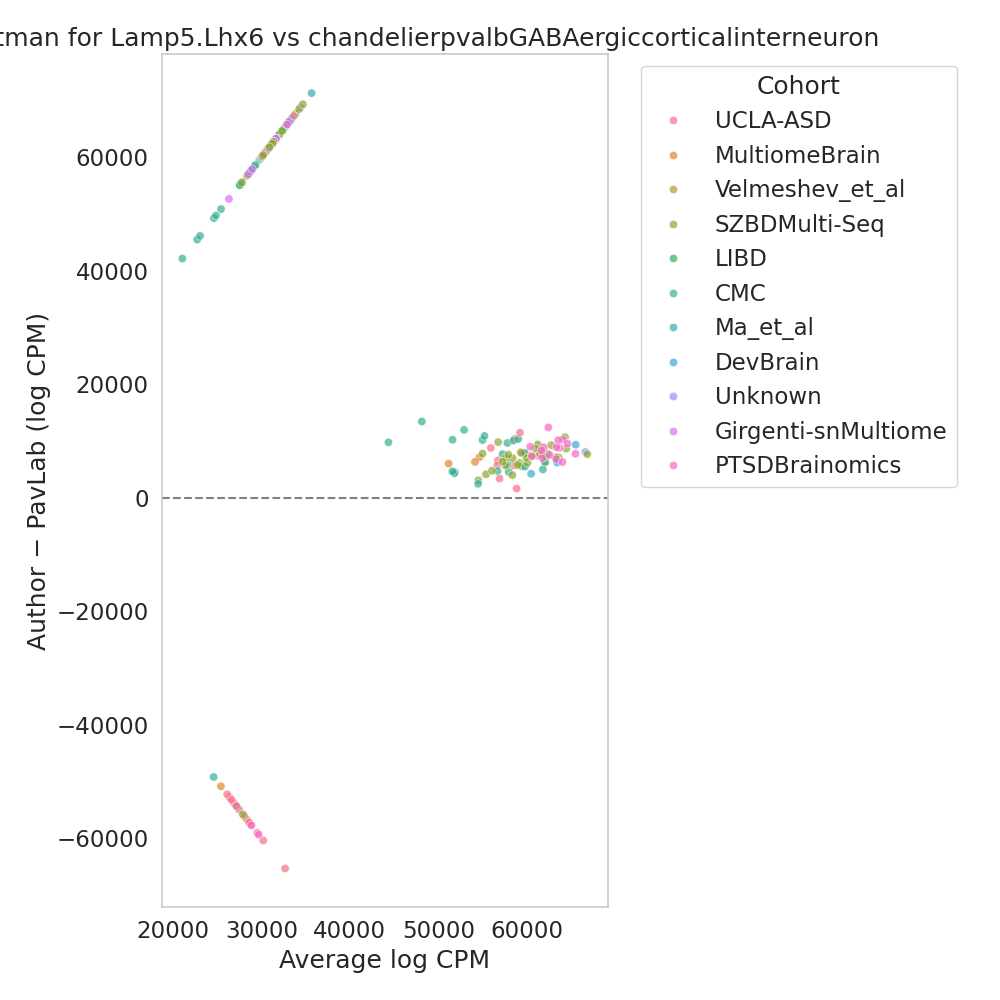 tman for Lamp5.Lhx6 vs chandelierpvalbGABAergiccorticalinterneuron
Cohort
UCLA-ASD
MultiomeBrain
Velmeshev_et_al
SZBDMulti-Seq
LIBD
CMC
Ma_et_al
DevBrain
Unknown
Girgenti-snMultiome
PTSDBrainomics
Author − PavLab (log CPM)
60000
40000
20000
0
−20000
−40000
−60000
20000 30000 40000 50000 60000
Average log CPM